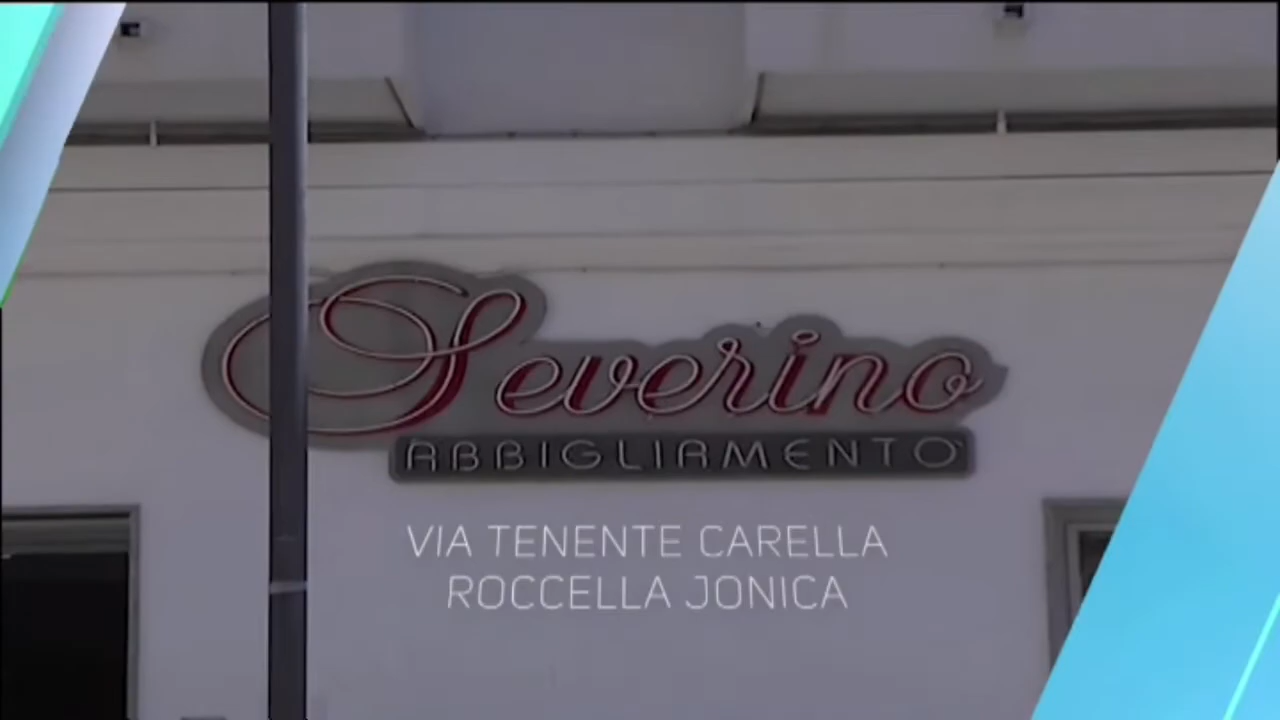 Severino
ABBIGLIAMENTO
VIA TENENTE CARELLA
ROCCELLA JONICA